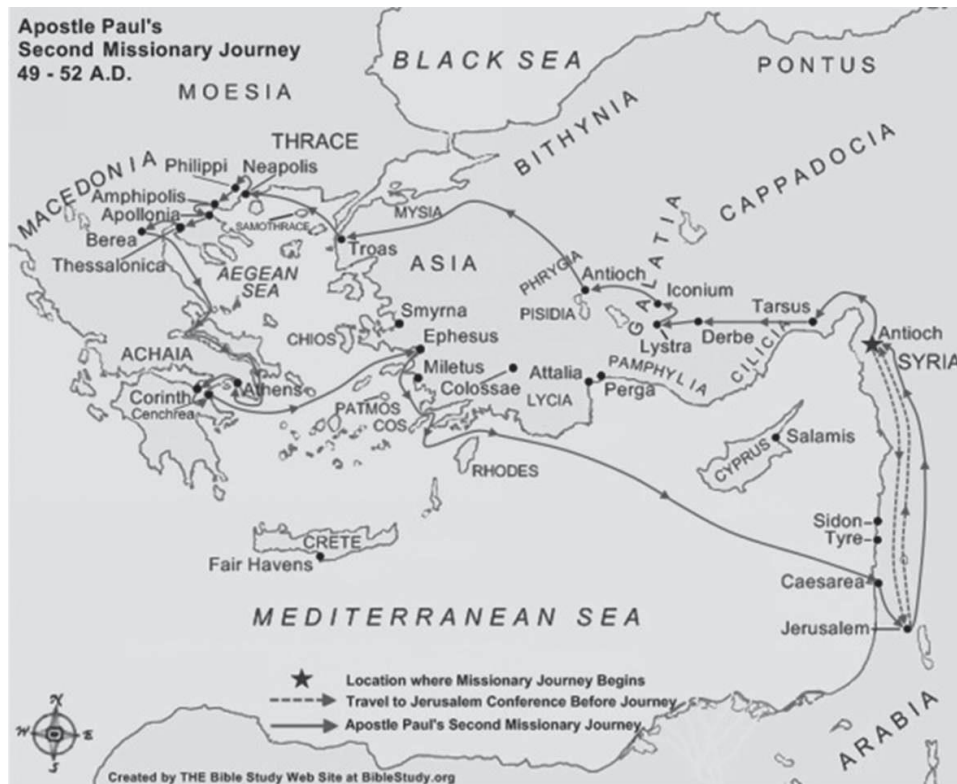 Apostle Paul's
Second Missionary Journey
49 - 52 A.D.
BLACK SEA
PONTUS
MOESIA
BITHYNIA
THRACE
CAPPADOCIA
MACEDONIA
Philippi
Neapolis
Amphipolis
Apollonia
SAMOTHRACE
MYSIA
Berea
Troas
Thessalonica
AEGEAN
SEA
ASIA
PHRYGIA
Antioch
GALATIA
Iconium
Tarsus
PISIDIA
Smyrna
Lystra
Derbe
CILICIA
Antioch
CHIOS
Ephesus
SYRIA
ACHAIA
Miletus
PAMPHYLIA
Athens
Colossae
Attalia
Perga
Corinth
Cenchrea
PATMOS
LYCIA
COS
CYPRUS
Salamis
RHODES
Sidon
Tyre
CRETE
Fair Havens
Caesarea
MEDITERRANEAN SEA
Jerusalem
Location where Missionary Journey Begins
Travel to Jerusalem Conference Before Journey
Apostle Paul's Second Missionary Journey
ARABIA
N
W
E
S
Created by THE Bible Study Web Site at BibleStudy.org